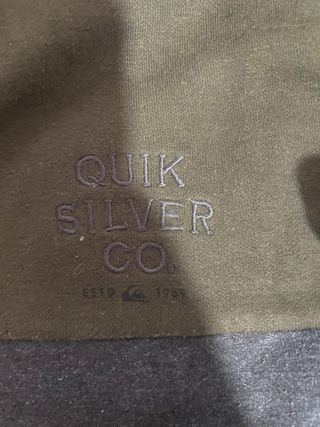 QUIK
SILVER
CO.
ESTD 1969